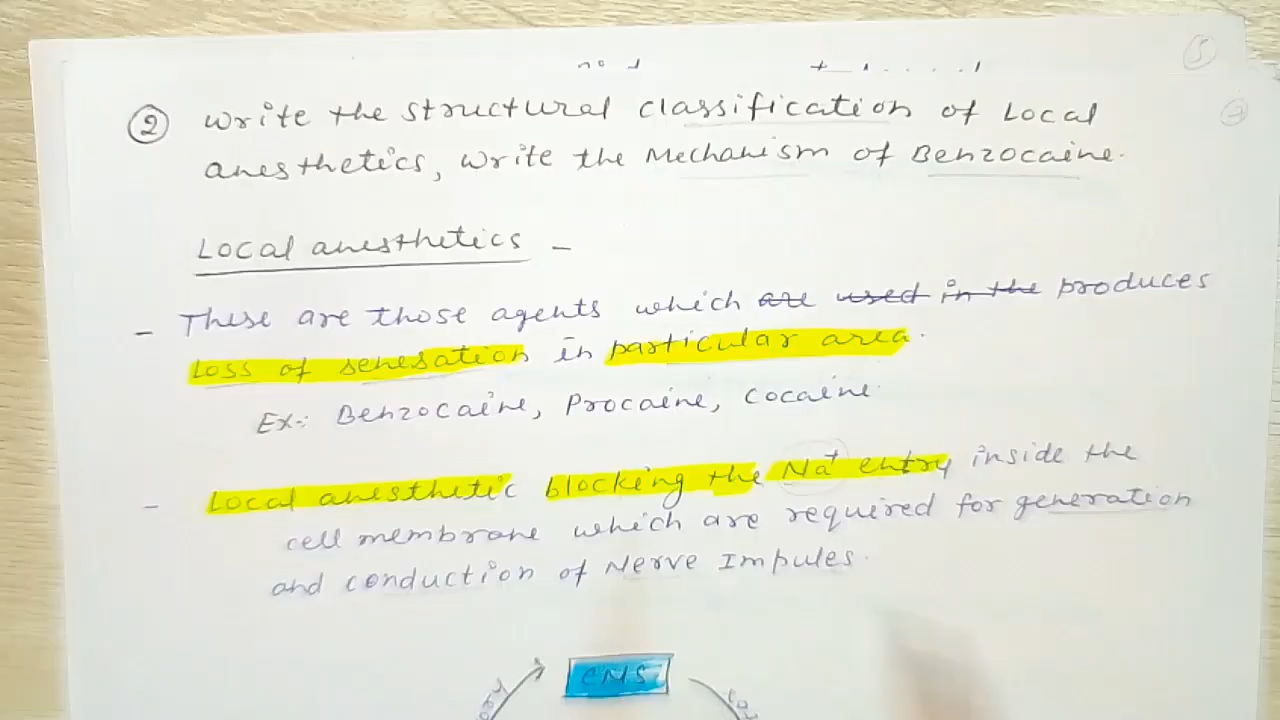 ② Write the structural classification of Local
anesthetics, Write the Mechanism of Benzocaine.
Local anesthetics -
- These are those agents which are used in the produces
Loss of senesation in particular area.
Ex:- Benzocaine, Procaine, Cocaine.
- Local anesthetic blocking the Na+ entry inside the
cell membrane which are required for generation
and conduction of Nerve Impules.
CNS